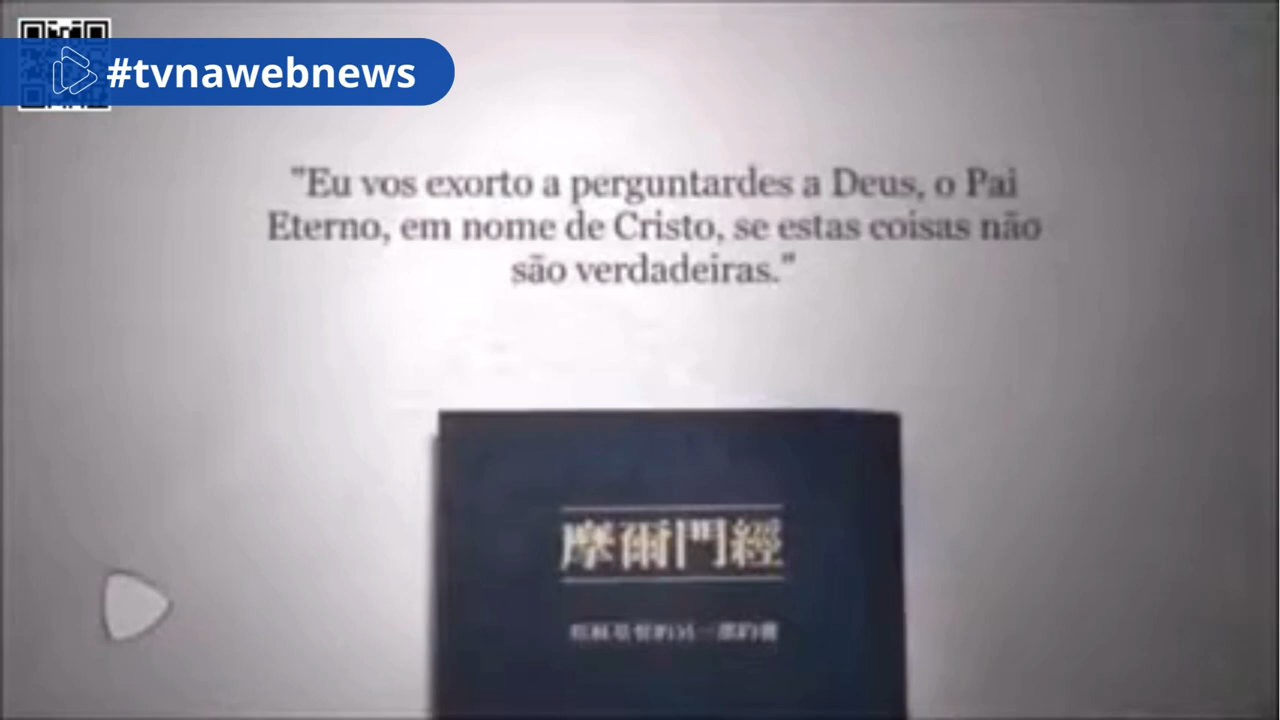 #tvnawebnews
"Eu vos exorto a perguntardes a Deus, o Pai
Eterno, em nome de Cristo, se estas coisas não
são verdadeiras."
摩爾門經